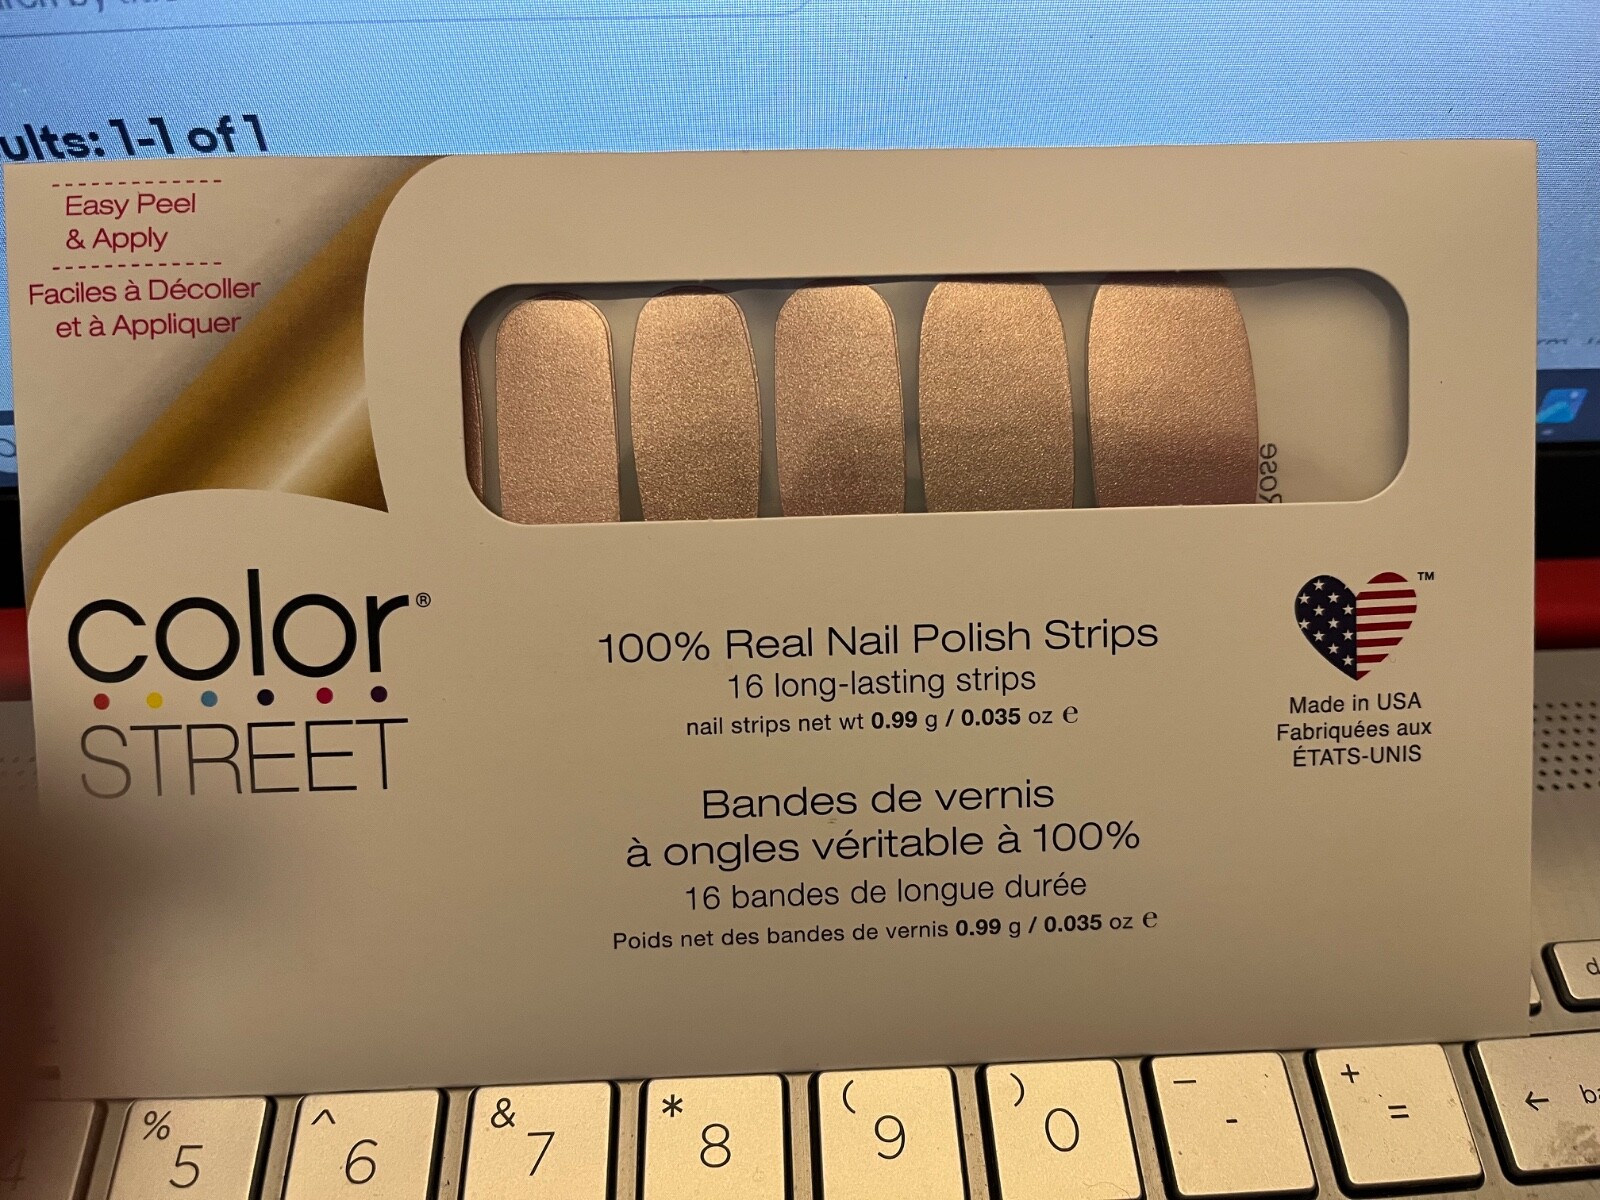 ults: 1-1 of 1
Easy Peel
& Apply
Faciles à Décoller
et à Appliquer
color®
STREET
100% Real Nail Polish Strips
16 long-lasting strips
nail strips net wt 0.99 g / 0.035 oz e
Bandes de vernis
à ongles véritable à 100%
16 bandes de longue durée
Poids net des bandes de vernis 0.99 g / 0.035 oz e
TM
Made in USA
Fabriquées aux
ÉTATS-UNIS
% ^ & * ( ) _ +
5 6 7 8 9 0 - = ← ba